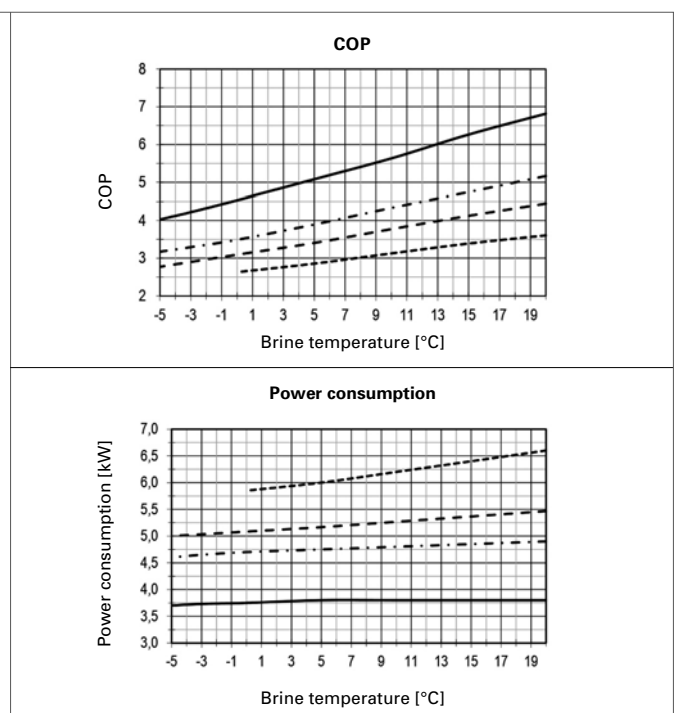 COP
8
7
6
5
4
3
2
COP
-5 -3 -1 1 3 5 7 9 11 13 15 17 19
Brine temperature [°C]
Power consumption
7,0
6,5
6,0
5,5
5,0
4,5
4,0
3,5
3,0
Power consumption [kW]
-5 -3 -1 1 3 5 7 9 11 13 15 17 19
Brine temperature [°C]